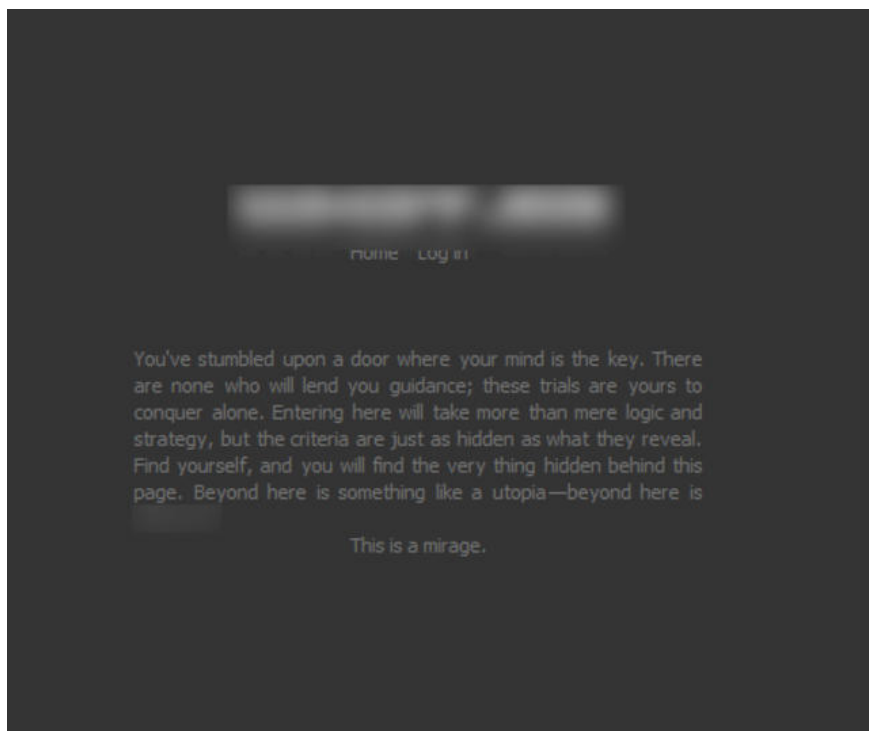 Home Log in
You've stumbled upon a door where your mind is the key. There
are none who will lend you guidance; these trials are yours to
conquer alone. Entering here will take more than mere logic and
strategy, but the criteria are just as hidden as what they reveal.
Find yourself, and you will find the very thing hidden behind this
page. Beyond here is something like a utopia—beyond here is
This is a mirage.